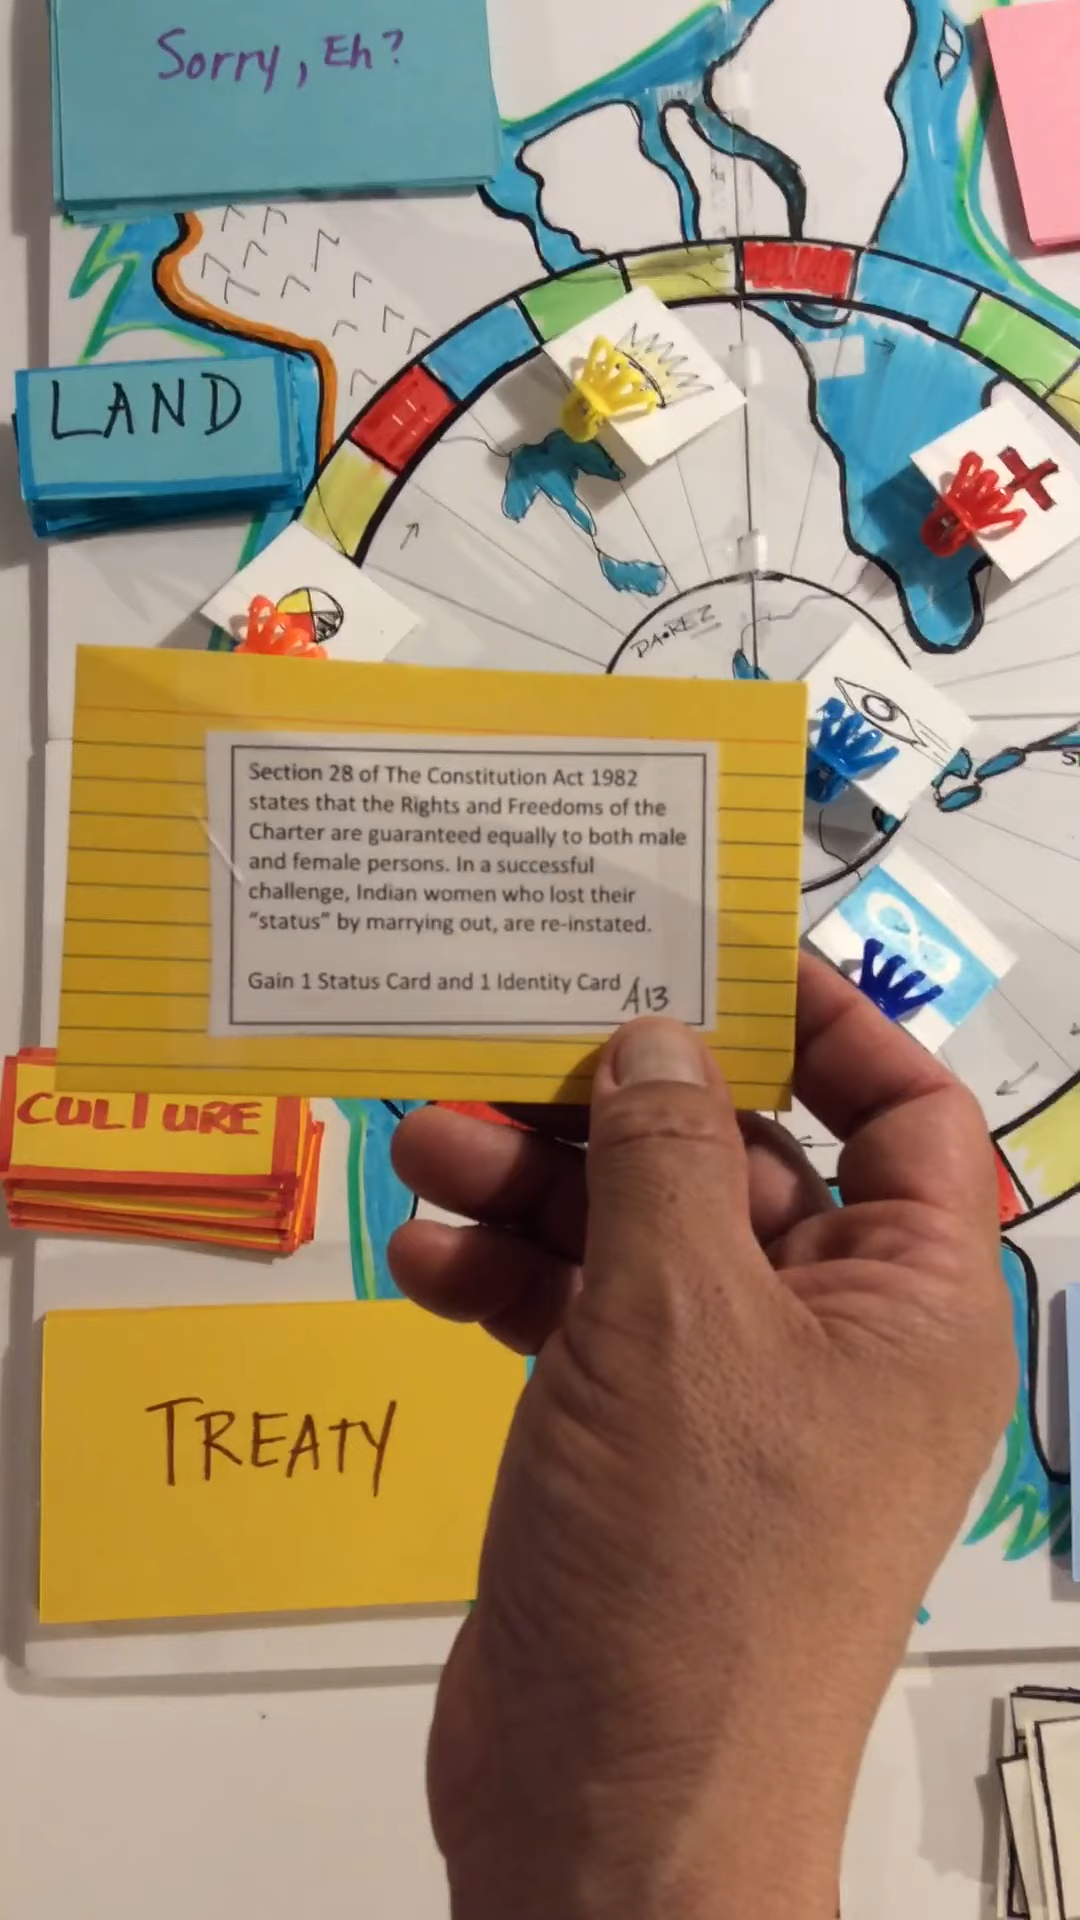 Sorry, Eh?
LAND
DA•REZ
Section 28 of The Constitution Act 1982
states that the Rights and Freedoms of the
Charter are guaranteed equally to both male
and female persons. In a successful
challenge, Indian women who lost their
“status” by marrying out, are re-instated.
Gain 1 Status Card and 1 Identity Card
A13
CULTURE
TREATY